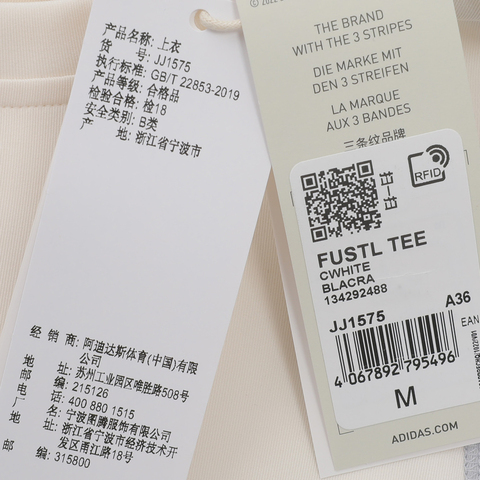 产品名称: 上衣
货 号: JJ1575
执行标准: GB/T 22853-2019
产品等级: 合格品
检验合格: 检18
安全类别: B类
产 地: 浙江省宁波市
经 销 商: 阿迪达斯体育(中国)有限
公司
地 址: 苏州工业园区唯胜路508号
邮 编: 215126
电 话: 400 880 1515
厂 名: 宁波图腾服饰有限公司
地 址: 浙江省宁波市经济技术开
发区甬江路18号
邮 编: 315800
THE BRAND
WITH THE 3 STRIPES
DIE MARKE MIT
DEN 3 STREIFEN
LA MARQUE
AUX 3 BANDES
三条纹品牌
RFID
FUSTL TEE
CWHITE
BLACRA
134292488
JJ1575
A36
EAN
4 067892 795496
M
ADIDAS.COM